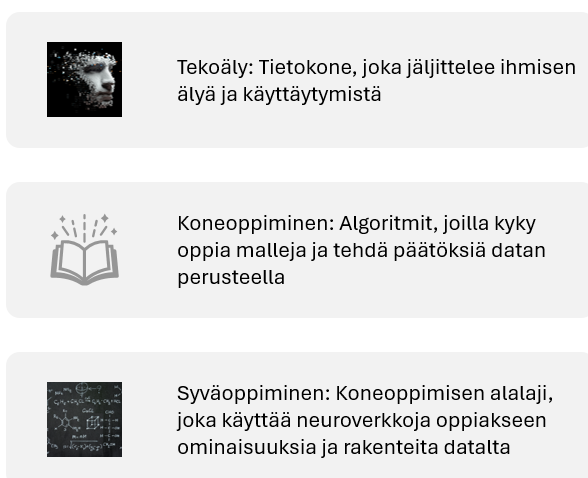 Tekoäly: Tietokone, joka jäljittelee ihmisen
älyä ja käyttäytymistä
Koneoppiminen: Algoritmit, joilla kyky
oppia malleja ja tehdä päätöksiä datan
perusteella
Syväoppiminen: Koneoppimisen alalaji,
joka käyttää neuroverkkoja oppiakseen
ominaisuuksia ja rakenteita datalta